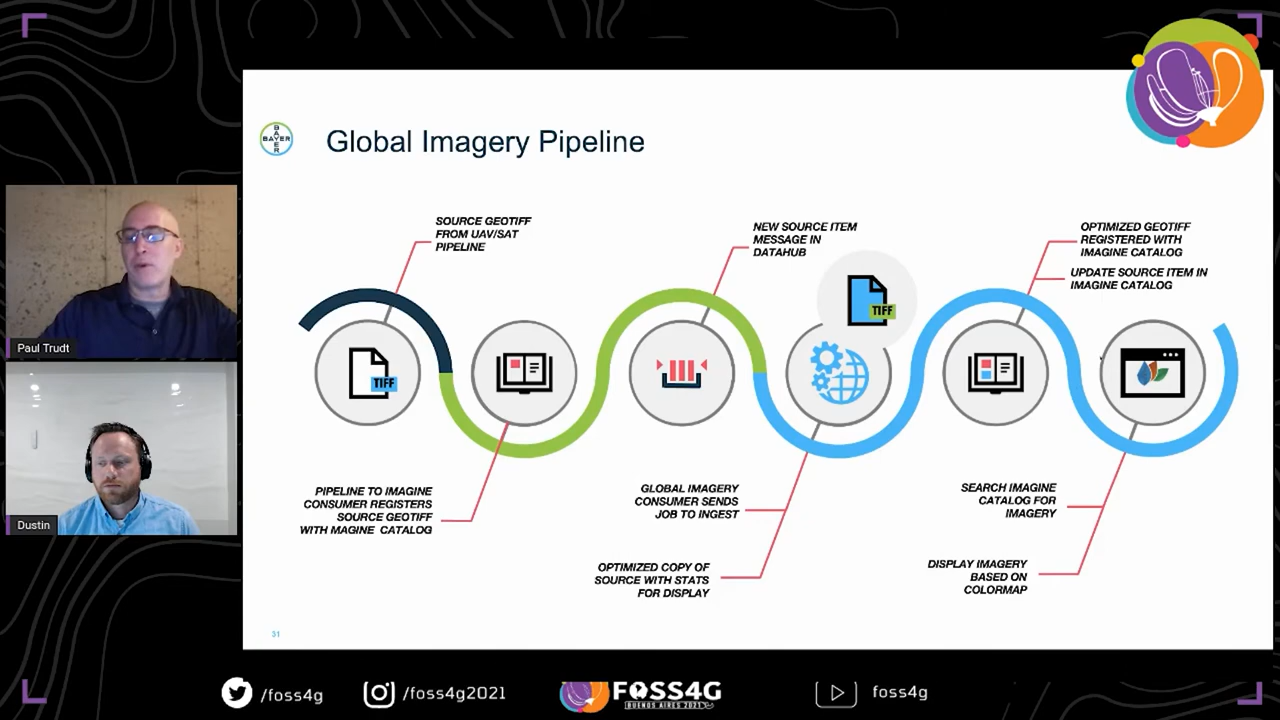 BAYER
BAYER
Global Imagery Pipeline
SOURCE GEOTIFF
FROM UAV/SAT
PIPELINE
NEW SOURCE ITEM
MESSAGE IN
DATAHUB
OPTIMIZED GEOTIFF
REGISTERED WITH
IMAGINE CATALOG
UPDATE SOURCE ITEM IN
IMAGINE CATALOG
TIFF
TIFF
Paul Trudt
Dustin
PIPELINE TO IMAGINE
CONSUMER REGISTERS
SOURCE GEOTIFF
WITH MAGINE CATALOG
GLOBAL IMAGERY
CONSUMER SENDS
JOB TO INGEST
OPTIMIZED COPY OF
SOURCE WITH STATS
FOR DISPLAY
SEARCH IMAGINE
CATALOG FOR
IMAGERY
DISPLAY IMAGERY
BASED ON
COLORMAP
31
/foss4g
/foss4g2021
FOSS4G
BUENOS AIRES 2021
foss4g